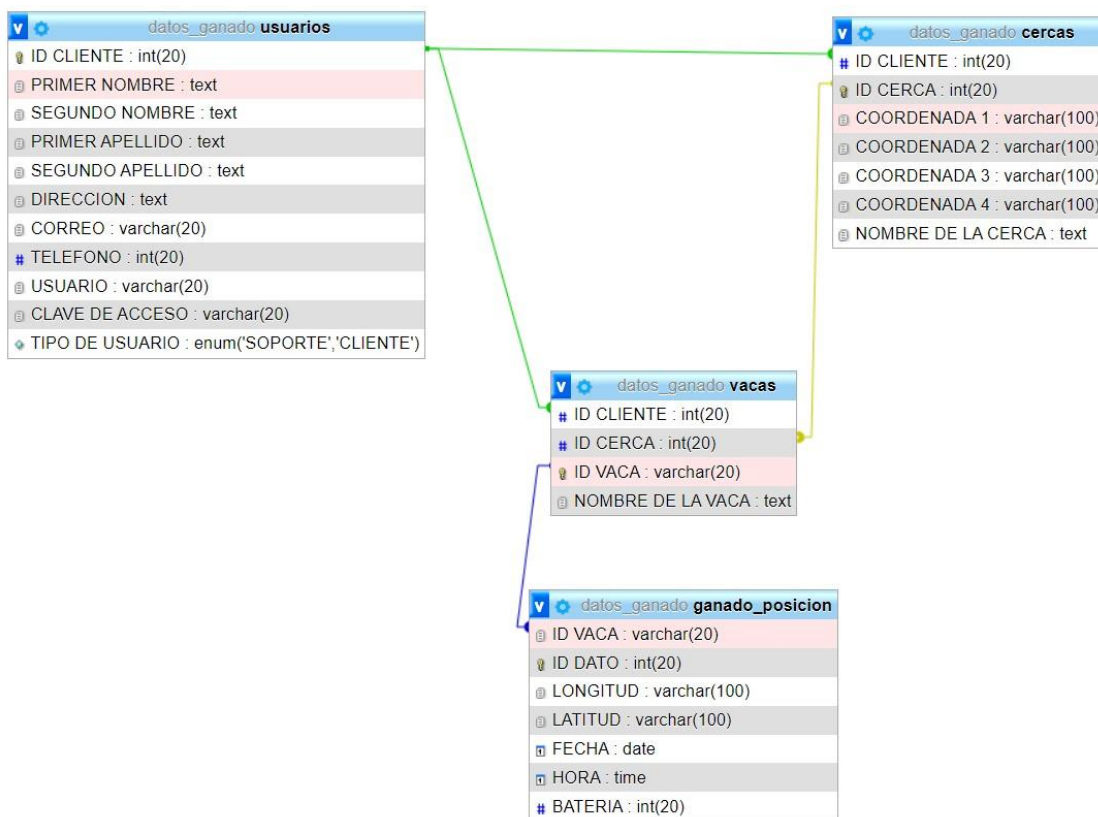 datos_ganado usuarios
ID CLIENTE : int(20)
PRIMER NOMBRE : text
SEGUNDO NOMBRE : text
PRIMER APELLIDO : text
SEGUNDO APELLIDO : text
DIRECCION : text
CORREO : varchar(20)
# TELEFONO : int(20)
USUARIO : varchar(20)
CLAVE DE ACCESO : varchar(20)
TIPO DE USUARIO : enum('SOPORTE','CLIENTE')
datos_ganado cercas
# ID CLIENTE : int(20)
ID CERCA : int(20)
COORDENADA 1 : varchar(100)
COORDENADA 2 : varchar(100)
COORDENADA 3 : varchar(100)
COORDENADA 4 : varchar(100)
NOMBRE DE LA CERCA : text
v datos_ganado vacas
# ID CLIENTE : int(20)
# ID CERCA : int(20)
ID VACA : varchar(20)
NOMBRE DE LA VACA : text
v datos_ganado ganado_posicion
ID VACA : varchar(20)
ID DATO : int(20)
LONGITUD : varchar(100)
LATITUD : varchar(100)
FECHA : date
HORA : time
# BATERIA : int(20)